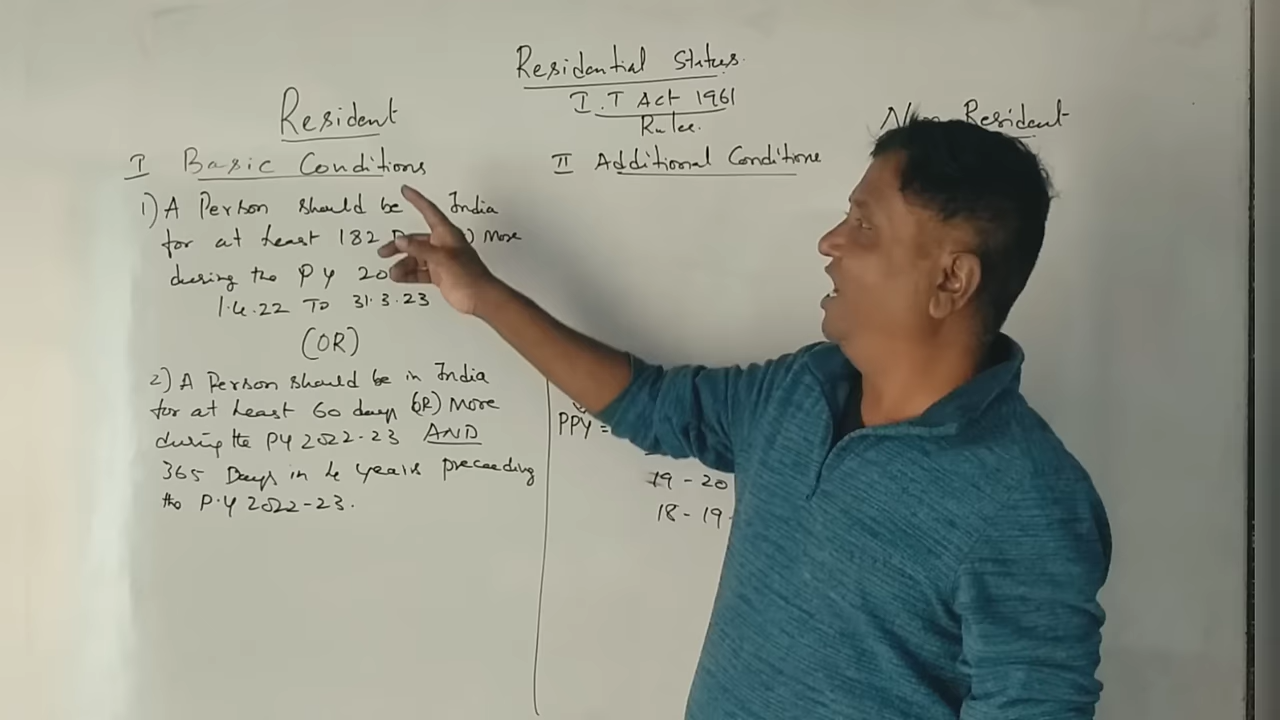 Residential Status.
I.T Act 1961
Rules.
Resident
Resident
I Basic Conditions
II Additional Conditions
1) A Person should be India
for at least 182 More
during the PY 20
1.4.22 To 31.3.23
(OR)
2) A Person should be in India
for at least 60 days (OR) More
during the PY 2022-23 AND
365 Days in 4 years preceeding
the P.Y 2022-23.
PPY =
19-20
18-19-